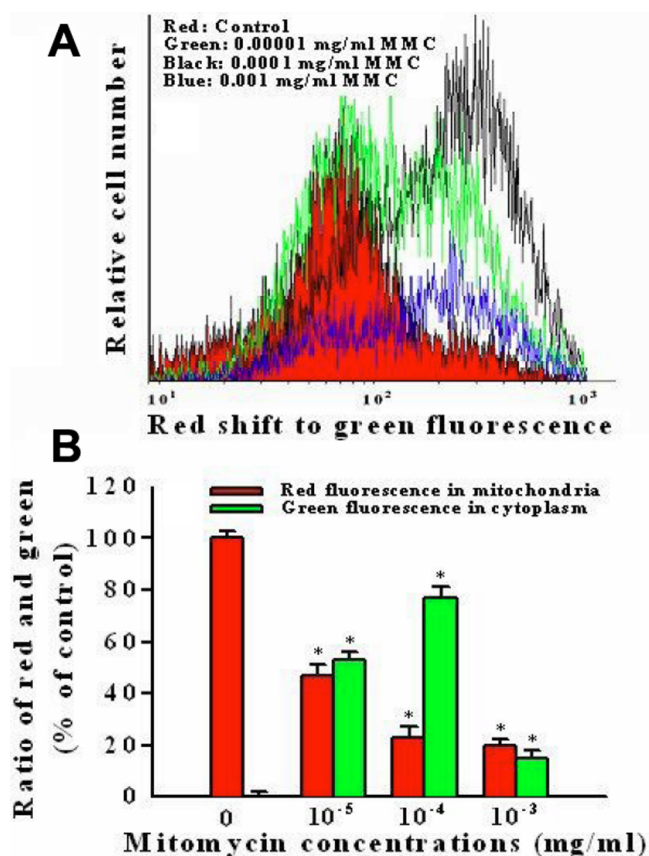 A
Red: Control
Green: 0.00001 mg/ml MMC
Black: 0.0001 mg/ml MMC
Blue: 0.001 mg/ml MMC
Relative cell number
10¹ 10² 10³
Red shift to green fluorescence
B
Ratio of red and green
(% of control)
120
100
80
60
40
20
0
Red fluorescence in mitochondria
Green fluorescence in cytoplasm
* * * * * *
0 10⁻⁵ 10⁻⁴ 10⁻³
Mitomycin concentrations (mg/ml)